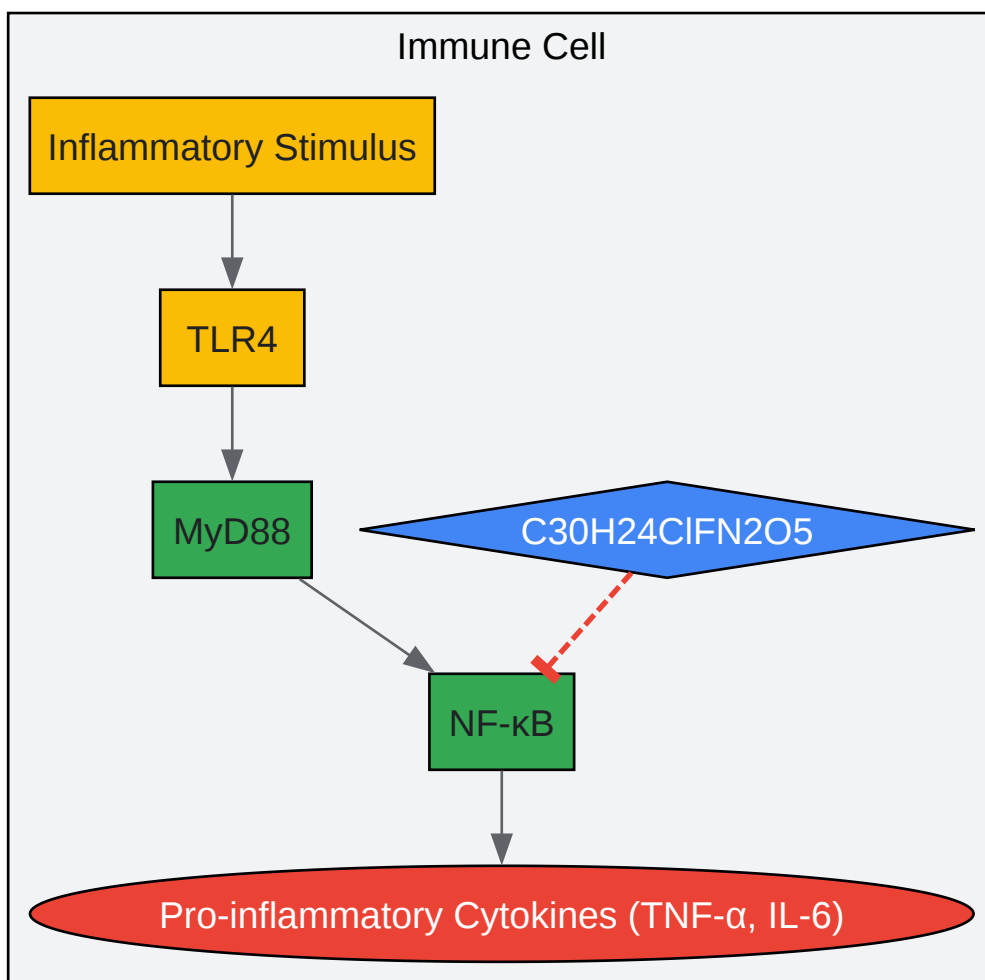 Immune Cell
Inflammatory Stimulus
TLR4
MyD88
C30H24ClFN2O5
NF-κB
Pro-inflammatory Cytokines (TNF-α, IL-6)